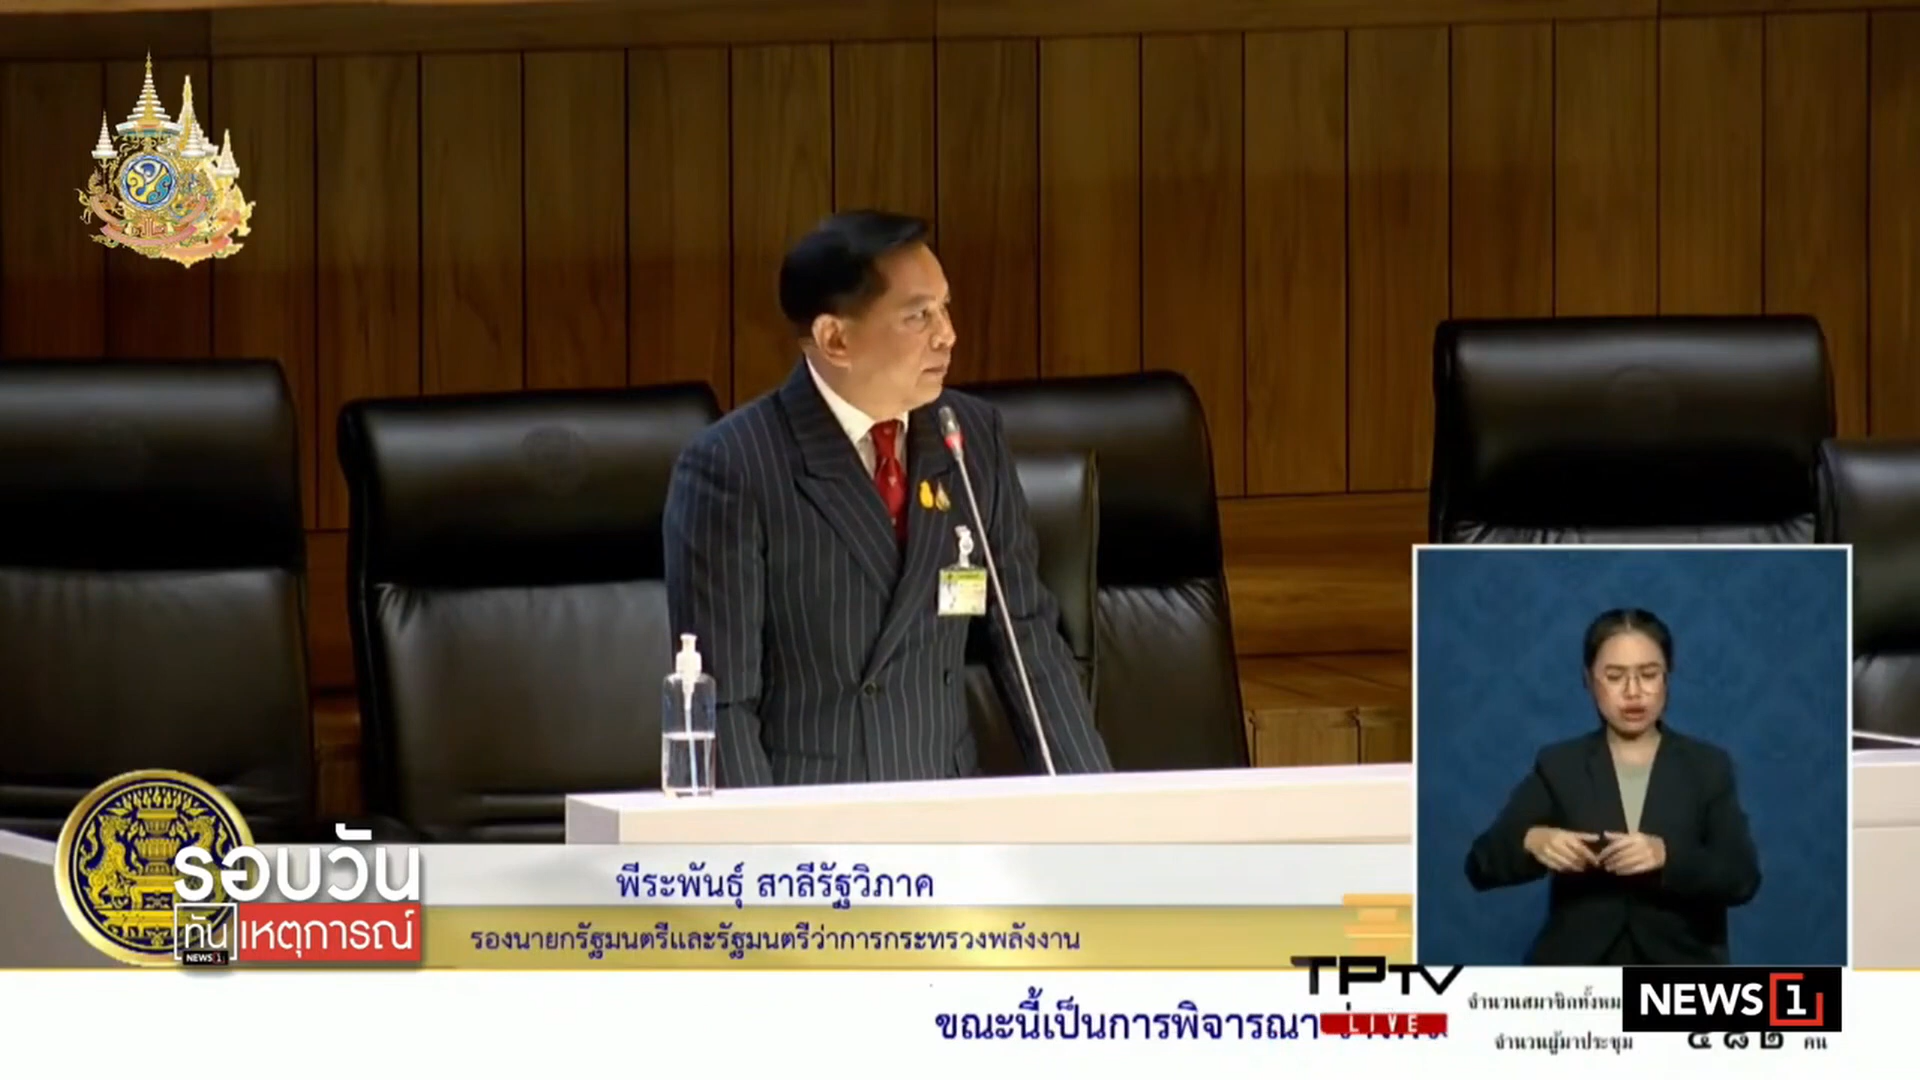 รอบวัน
ทัน เหตุการณ์
NEWS1
พีระพันธุ์ สาลีรัฐวิภาค
รองนายกรัฐมนตรีและรัฐมนตรีว่าการกระทรวงพลังงาน
ขณะนี้เป็นการพิจารณา
TPTV
LIVE
จำนวนสมาชิกทั้งหม
จำนวนผู้มาประชุม ๔๘๒ คน
NEWS 1